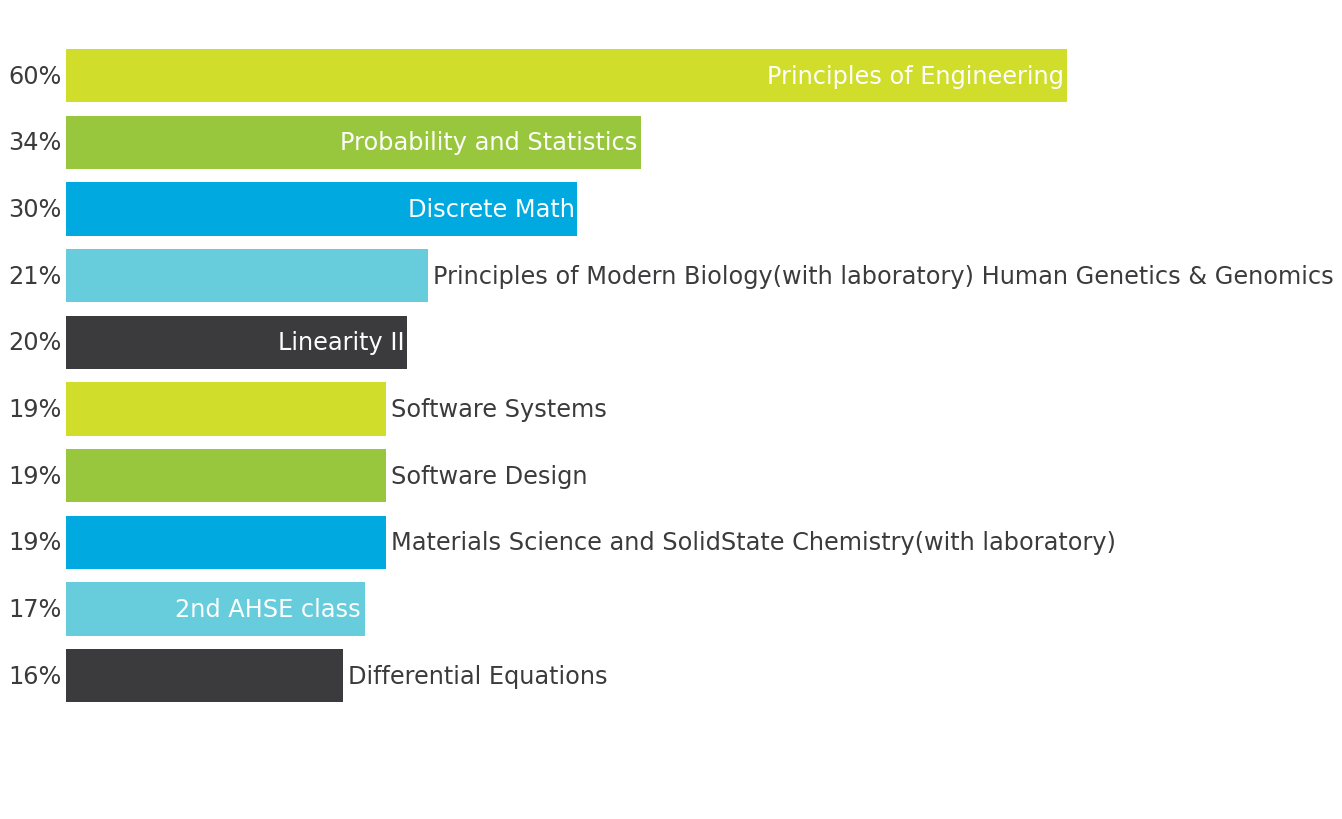 60% Principles of Engineering
34% Probability and Statistics
30% Discrete Math
21% Principles of Modern Biology(with laboratory) Human Genetics & Genomics
20% Linearity II
19% Software Systems
19% Software Design
19% Materials Science and SolidState Chemistry(with laboratory)
17% 2nd AHSE class
16% Differential Equations